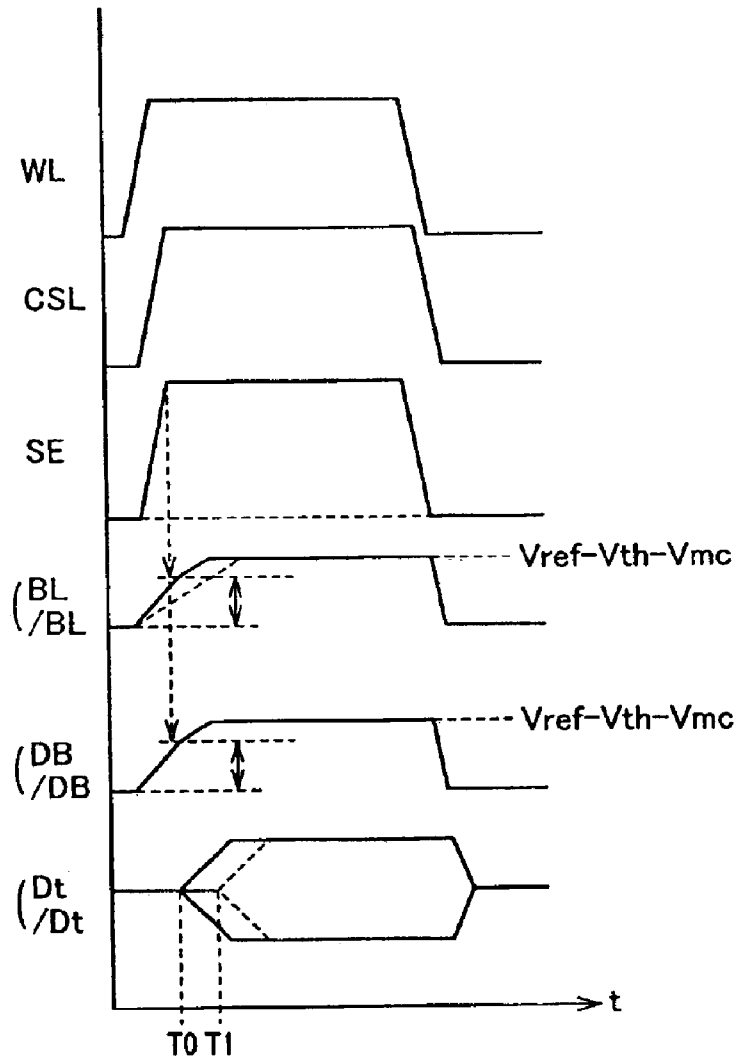 WL
CSL
SE
Vref-Vth-Vmc
(BL
/BL
Vref-Vth-Vmc
(DB
/DB
(Dt
/Dt
t
T0 T1